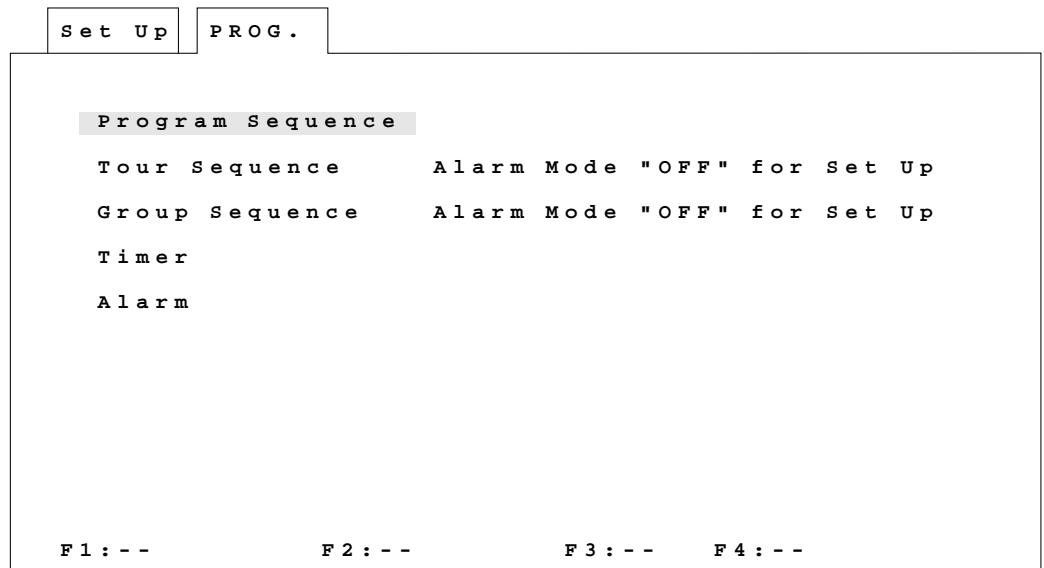 Set Up PROG.
Program Sequence
Tour Sequence Alarm Mode "OFF" for Set Up
Group Sequence Alarm Mode "OFF" for Set Up
Timer
Alarm
F1:-- F2:-- F3:-- F4:--